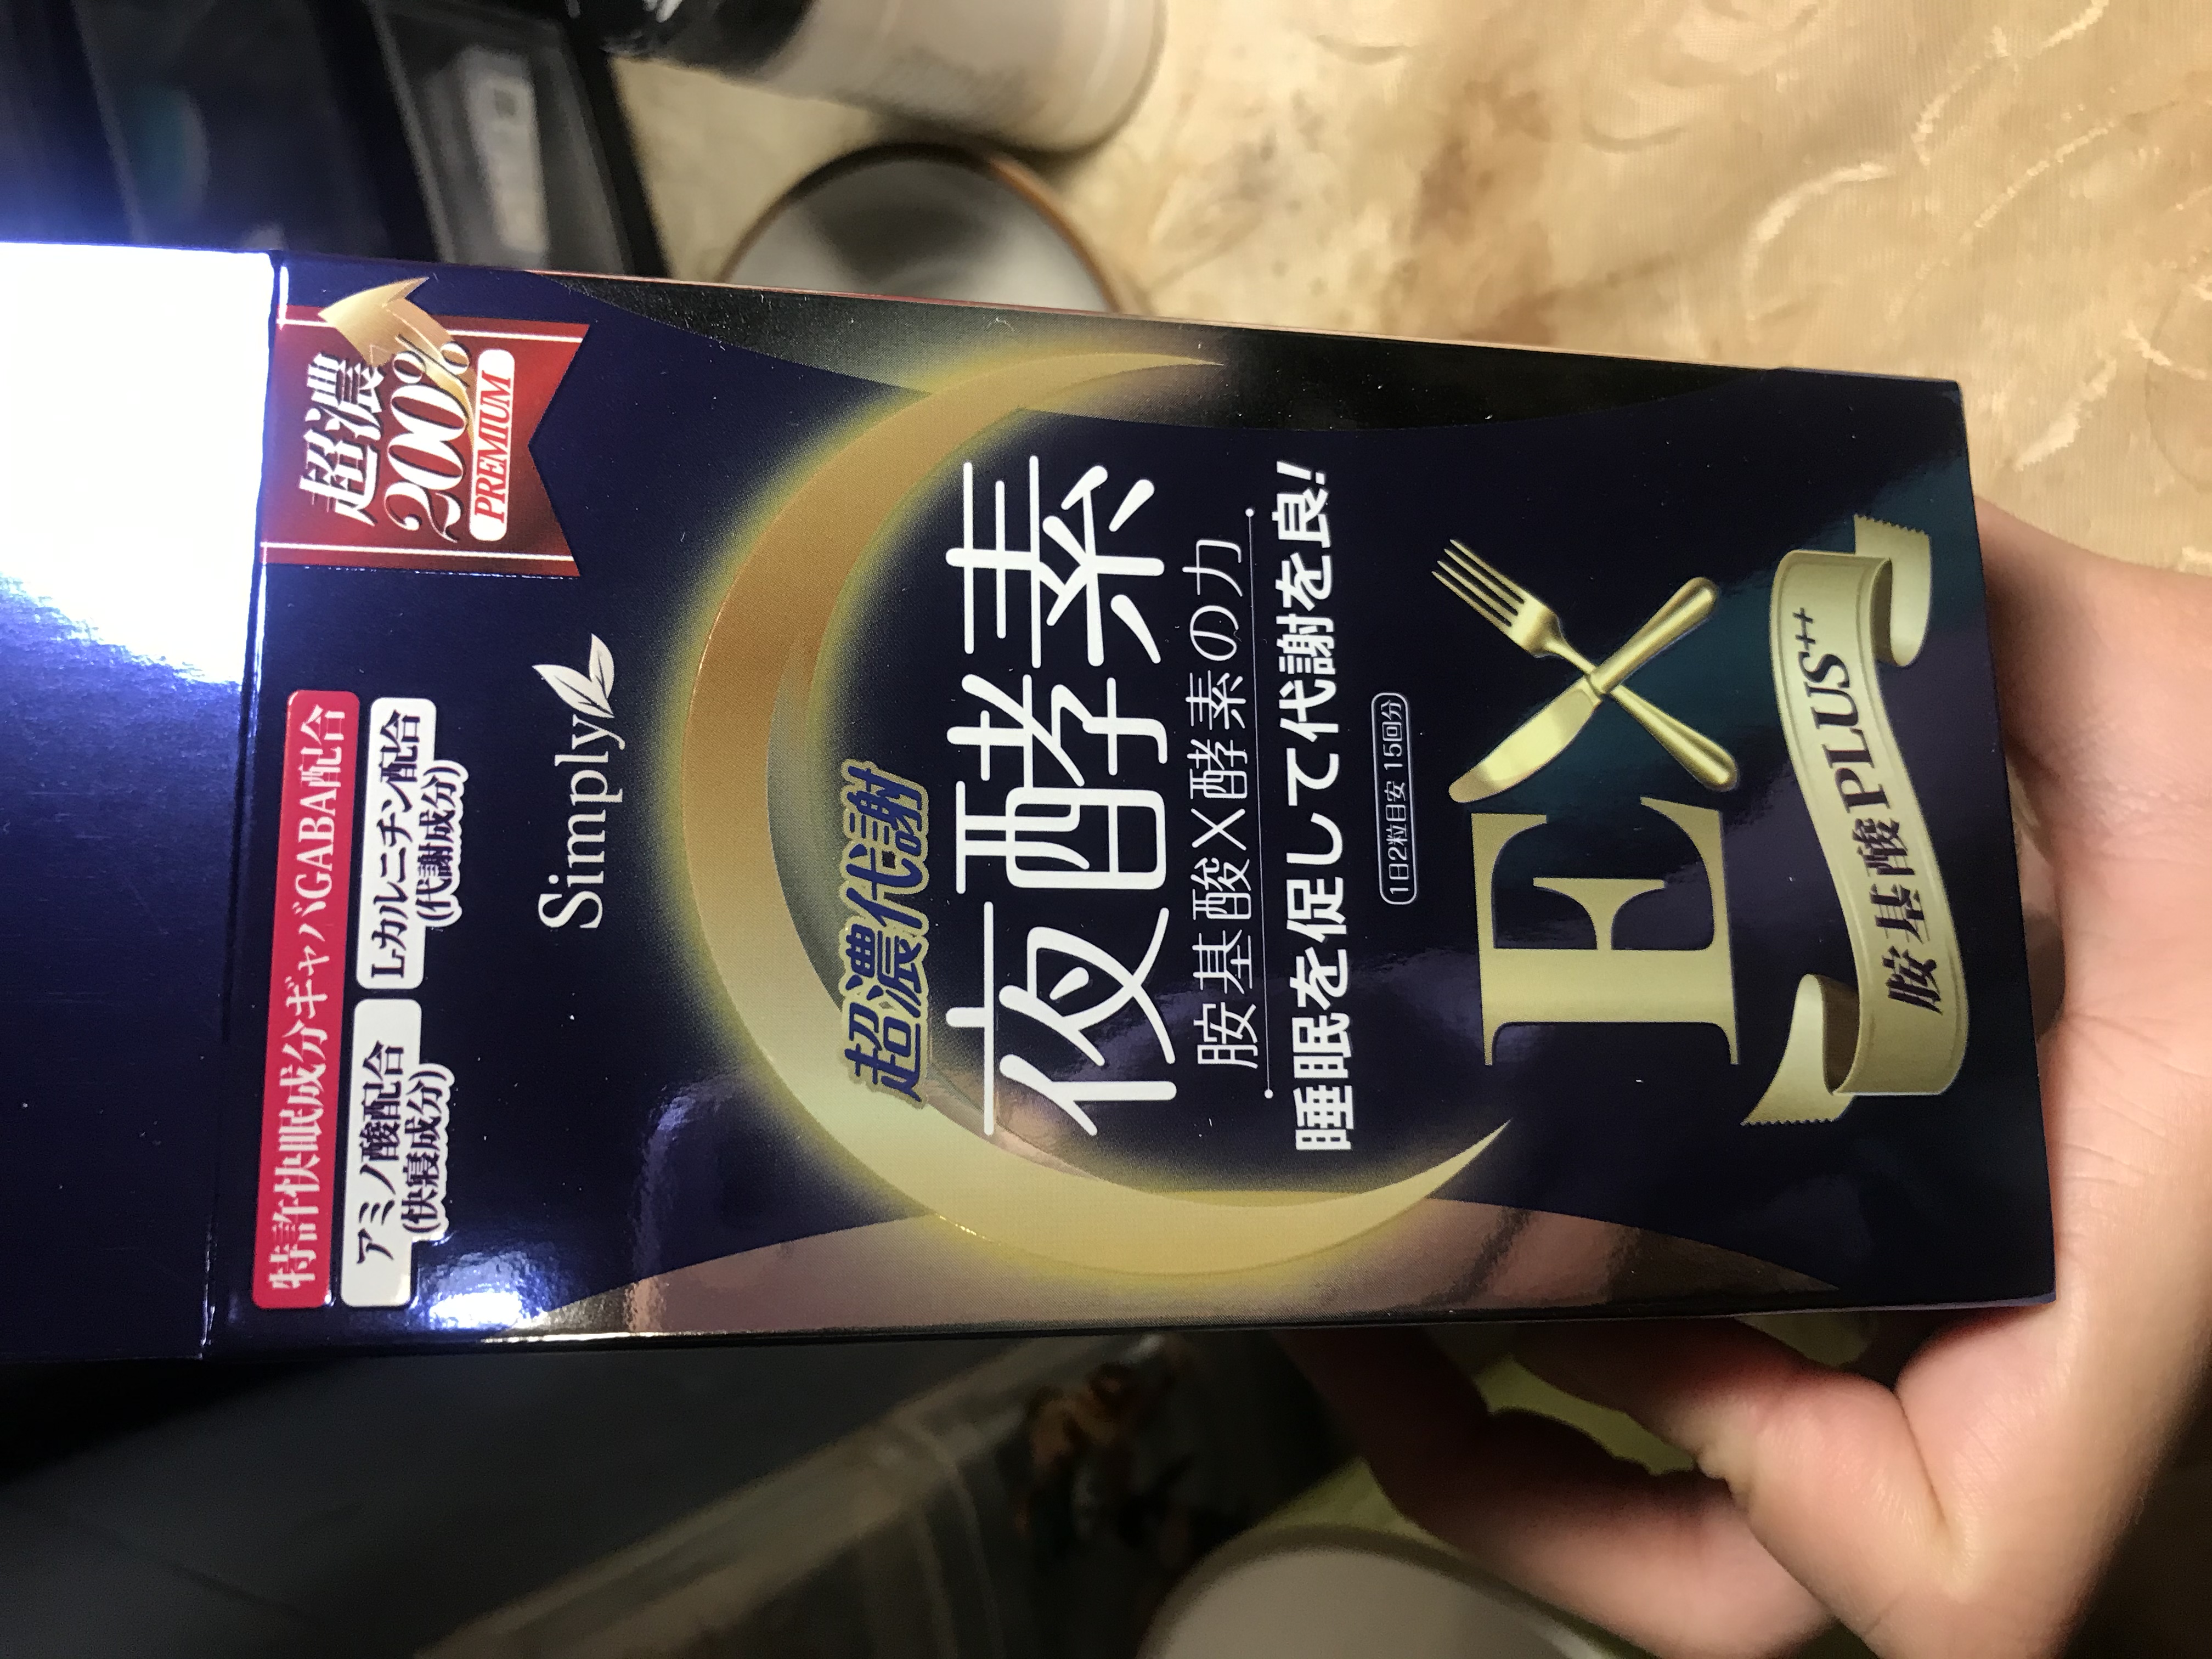 超濃
200%
PREMIUM
特許快眠成分ギャバGABA配合
アミノ酸配合
(快寢成分)
L-カルニチン配合
(代謝成分)
Simply
超濃代謝
夜酵素
胺基酸X酵素の力
睡眠を促して代謝を良!
1日2粒目安 15回分
EX
胺基酸PLUS++